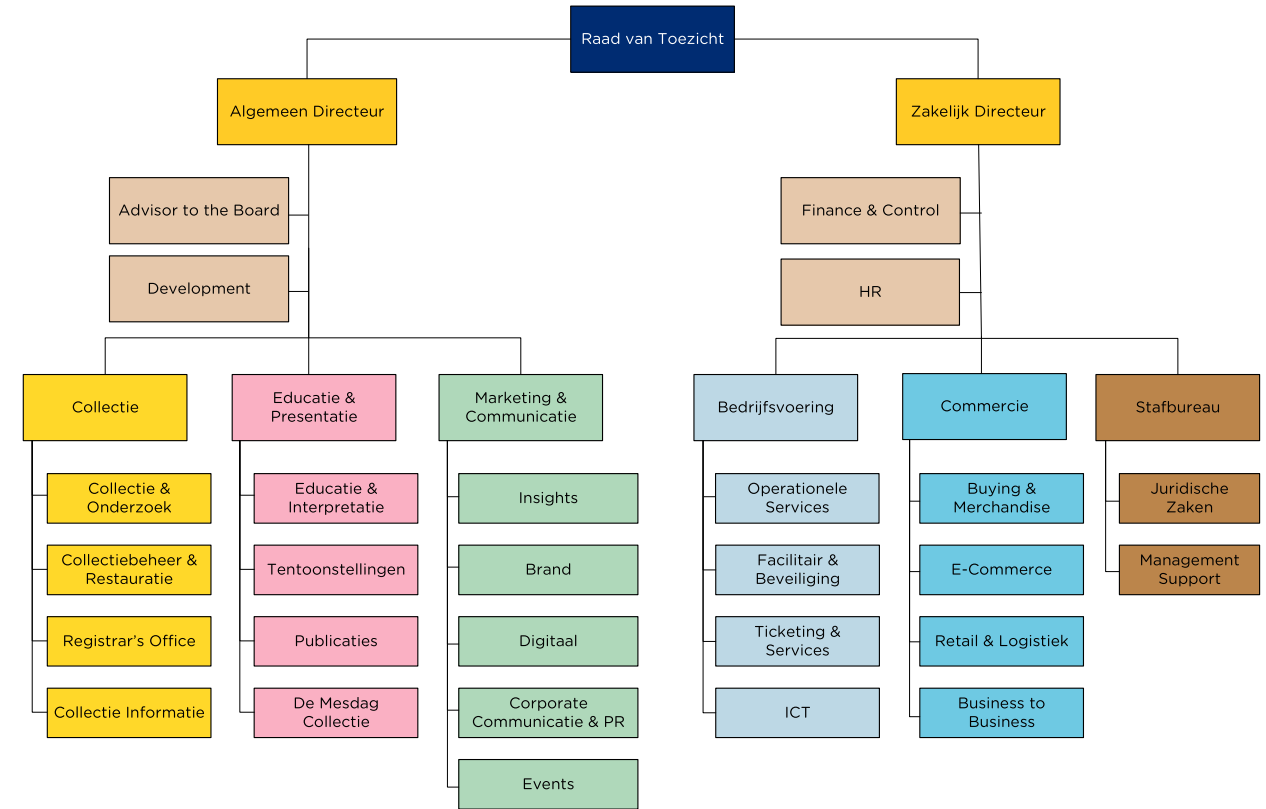 Raad van Toezicht
Algemeen Directeur
Zakelijk Directeur
Advisor to the Board
Finance & Control
Development
HR
Collectie
Educatie &
Presentatie
Marketing &
Communicatie
Bedrijfsvoering
Commercie
Stafbureau
Collectie &
Onderzoek
Collectiebeheer &
Restauratie
Registrar’s Office
Collectie Informatie
Educatie &
Interpretatie
Tentoonstellingen
Publicaties
De Mesdag
Collectie
Insights
Brand
Digitaal
Corporate
Communicatie & PR
Events
Operationele
Services
Facilitair &
Beveiliging
Ticketing &
Services
ICT
Buying &
Merchandise
E-Commerce
Retail & Logistiek
Business to
Business
Juridische
Zaken
Management
Support